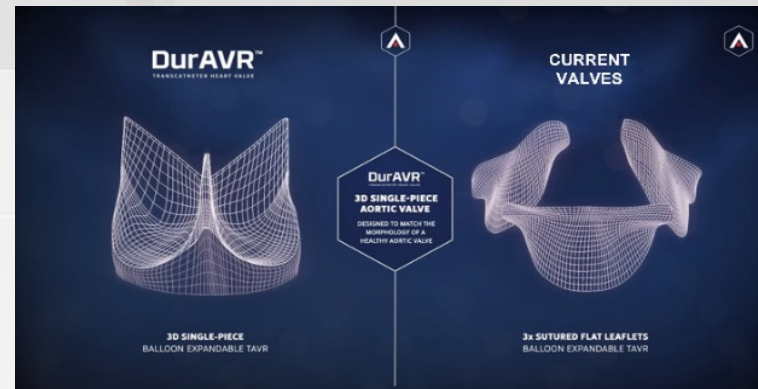 DurAVR™
TRANSCATHETER HEART VALVE
CURRENT
VALVES
DurAVR™
TRANSCATHETER HEART VALVE
3D SINGLE-PIECE
AORTIC VALVE
DESIGNED TO MATCH THE
MORPHOLOGY OF A
HEALTHY AORTIC VALVE
3D SINGLE-PIECE
BALLOON EXPANDABLE TAVR
3x SUTURED FLAT LEAFLETS
BALLOON EXPANDABLE TAVR